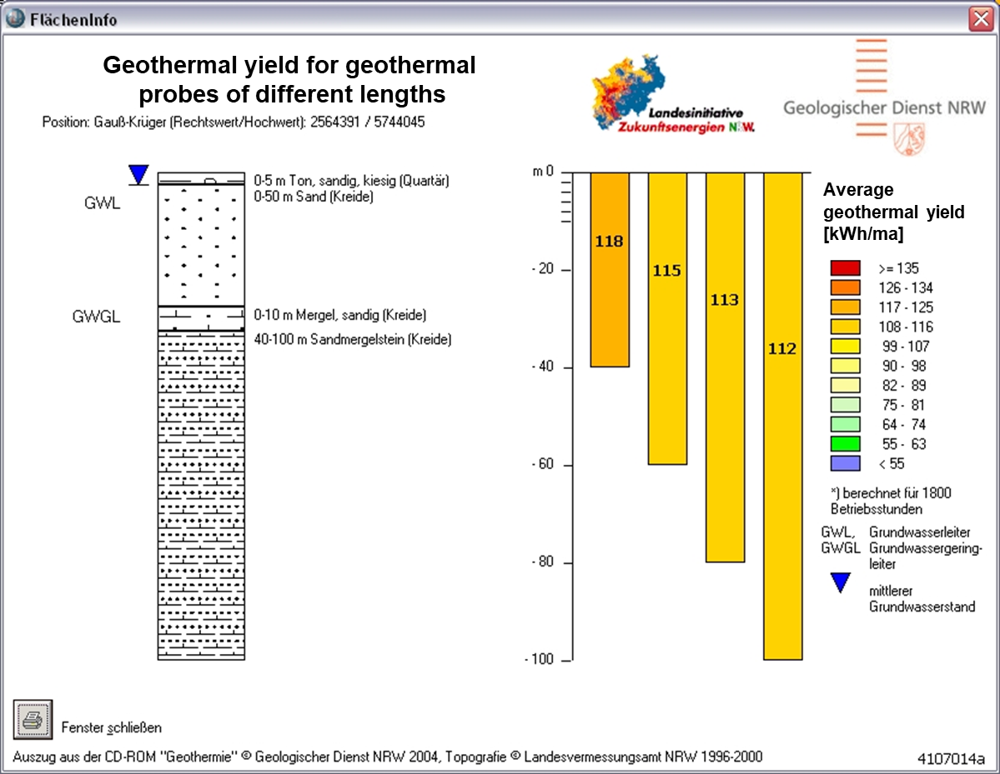 FlächenInfo
Geothermal yield for geothermal
probes of different lengths
Position: Gauß-Krüger (Rechtswert/Hochwert): 2564391 / 5744045
Landesinitiative
Zukunftsenergien NRW.
Geologischer Dienst NRW
GWL
GWGL
0-5 m Ton, sandig, kiesig (Quartär)
0-50 m Sand (Kreide)
0-10 m Mergel, sandig (Kreide)
40-100 m Sandmergelstein (Kreide)
m 0
- 20
- 40
- 60
- 80
- 100
118
115
113
112
Average
geothermal yield
[kWh/ma]
>= 135
126 - 134
117 - 125
108 - 116
99 - 107
90 - 98
82 - 89
75 - 81
64 - 74
55 - 63
< 55
*) berechnet für 1800
Betriebsstunden
GWL, Grundwasserleiter
GWGL Grundwassergering-
leiter
mittlerer
Grundwasserstand
Fenster schließen
Auszug aus der CD-ROM "Geothermie" © Geologischer Dienst NRW 2004, Topografie © Landesvermessungsamt NRW 1996-2000
4107014a